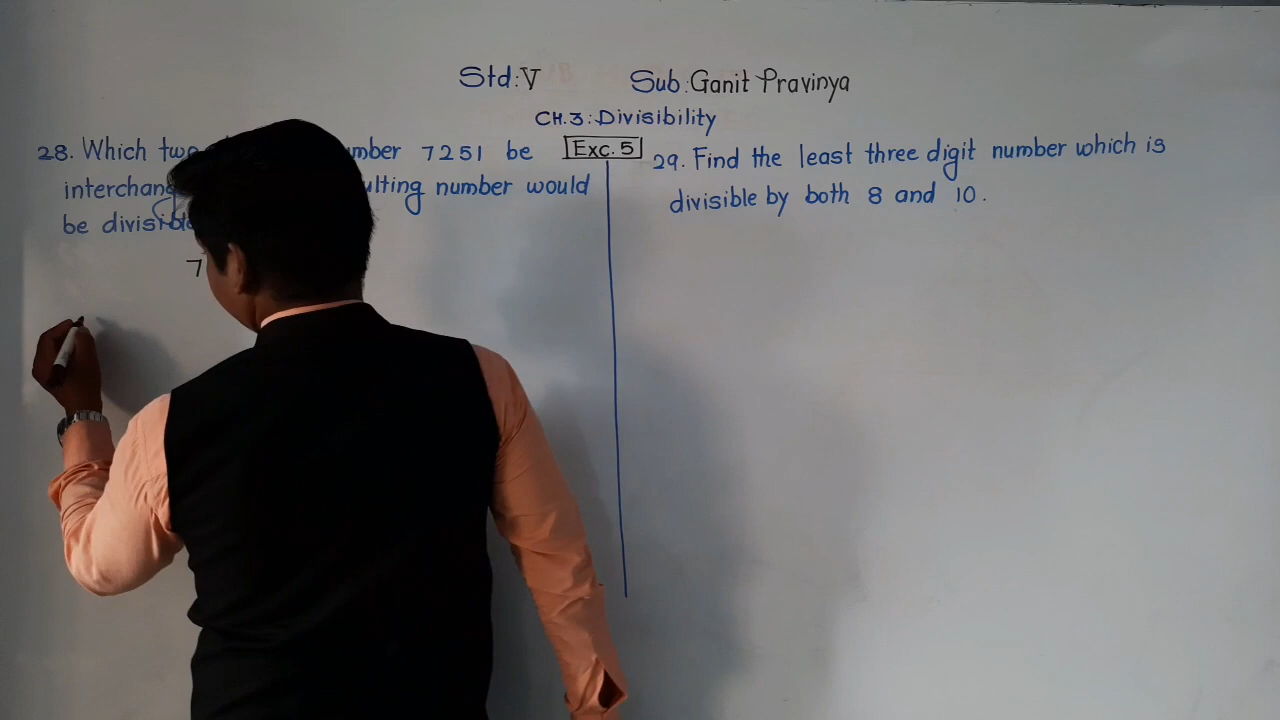 Std: V Sub: Ganit Pravinya
CH. 3: Divisibility
Exc. 5
28. Which two mber 7251 be
interchang ulting number would
be divisible
7
29. Find the least three digit number which is
divisible by both 8 and 10.